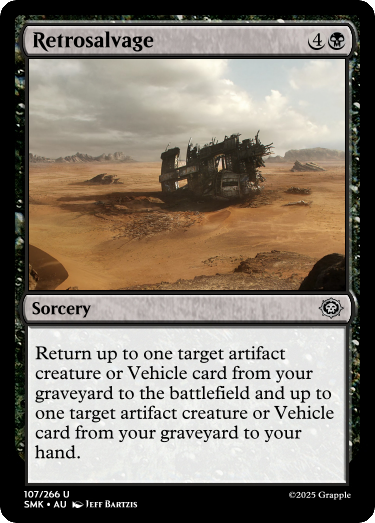 Retrosalvage 4
Sorcery
Return up to one target artifact
creature or Vehicle card from your
graveyard to the battlefield and up to
one target artifact creature or Vehicle
card from your graveyard to your
hand.
107/266 U
SMK • AU Jeff Bartzis
©2025 Grapple